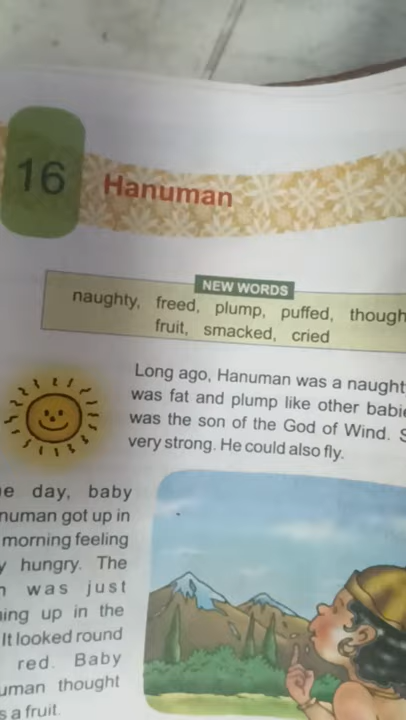 16
Hanuman
NEW WORDS
naughty, freed, plump, puffed, though
fruit, smacked, cried
Long ago, Hanuman was a naught
was fat and plump like other babie
was the son of the God of Wind. S
very strong. He could also fly.
e day, baby
numan got up in
morning feeling
y hungry. The
n was just
ing up in the
It looked round
red. Baby
uman thought
s a fruit.